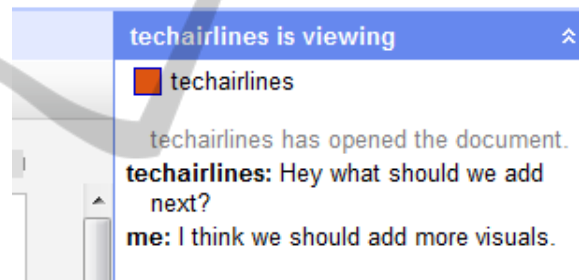 techairlines is viewing
techairlines
techairlines has opened the document.
techairlines: Hey what should we add
next?
me: I think we should add more visuals.